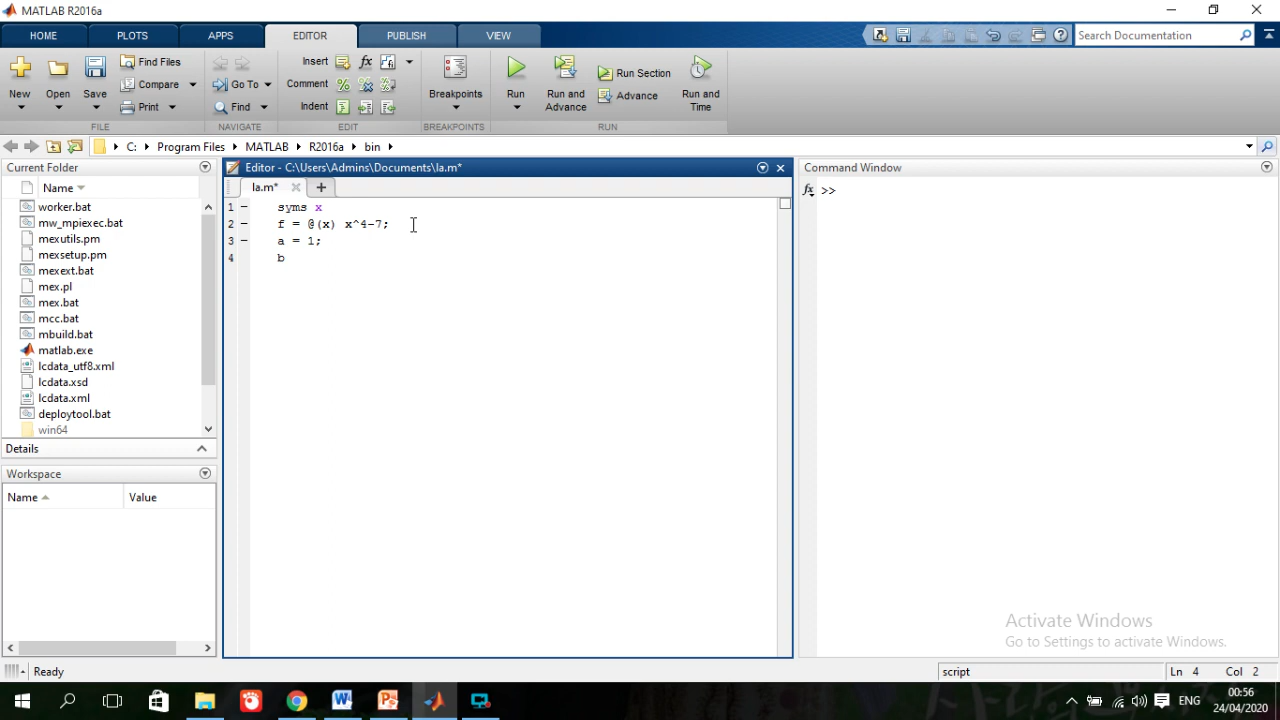 MATLAB R2016a
HOME PLOTS APPS EDITOR PUBLISH VIEW Search Documentation
New Open Save Find Files Compare Print
Go To Find
Insert fx
Comment
Indent
Breakpoints
Run Run and Advance Run Section Advance Run and Time
FILE NAVIGATE EDIT BREAKPOINTS RUN
C: Program Files MATLAB R2016a bin
Current Folder
Name
worker.bat
mw_mpiexec.bat
mexutils.pm
mexsetup.pm
mexext.bat
mex.pl
mex.bat
mcc.bat
mbuild.bat
matlab.exe
lcdata_utf8.xml
lcdata.xsd
lcdata.xml
deploytool.bat
win64
Details
Workspace
Name Value
Editor - C:\Users\Admins\Documents\la.m*
la.m*
1 - syms x
2 - f = @(x) x^4-7;
3 - a = 1;
4 b
Command Window
fx >>
Activate Windows
Go to Settings to activate Windows.
Ready script Ln 4 Col 2
ENG 00:56
24/04/2020